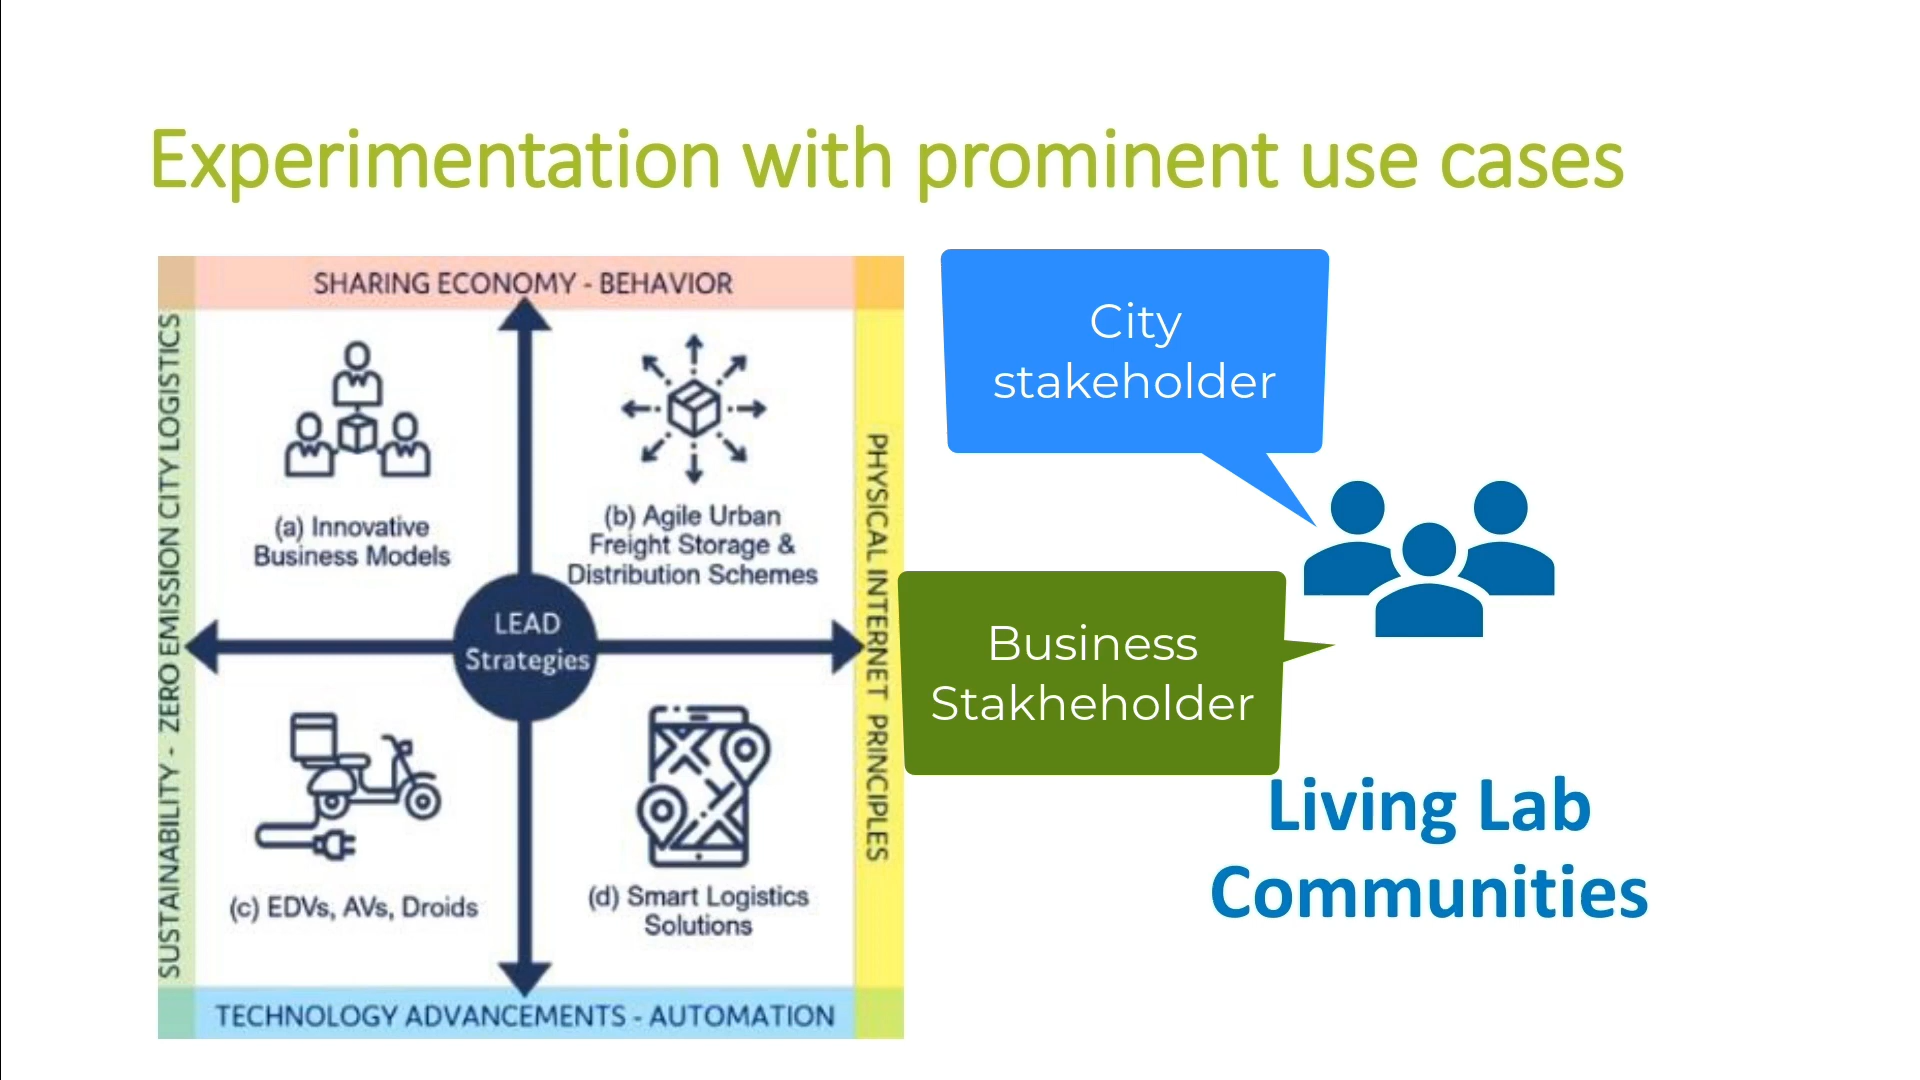 Experimentation with prominent use cases
SHARING ECONOMY - BEHAVIOR
SUSTAINABILITY - ZERO EMISSION CITY LOGISTICS
(a) Innovative
Business Models
(b) Agile Urban
Freight Storage &
Distribution Schemes
LEAD
Strategies
(c) EDVs, AVs, Droids
(d) Smart Logistics
Solutions
PHYSICAL INTERNET PRINCIPLES
TECHNOLOGY ADVANCEMENTS - AUTOMATION
City
stakeholder
Business
Stakheholder
Living Lab
Communities